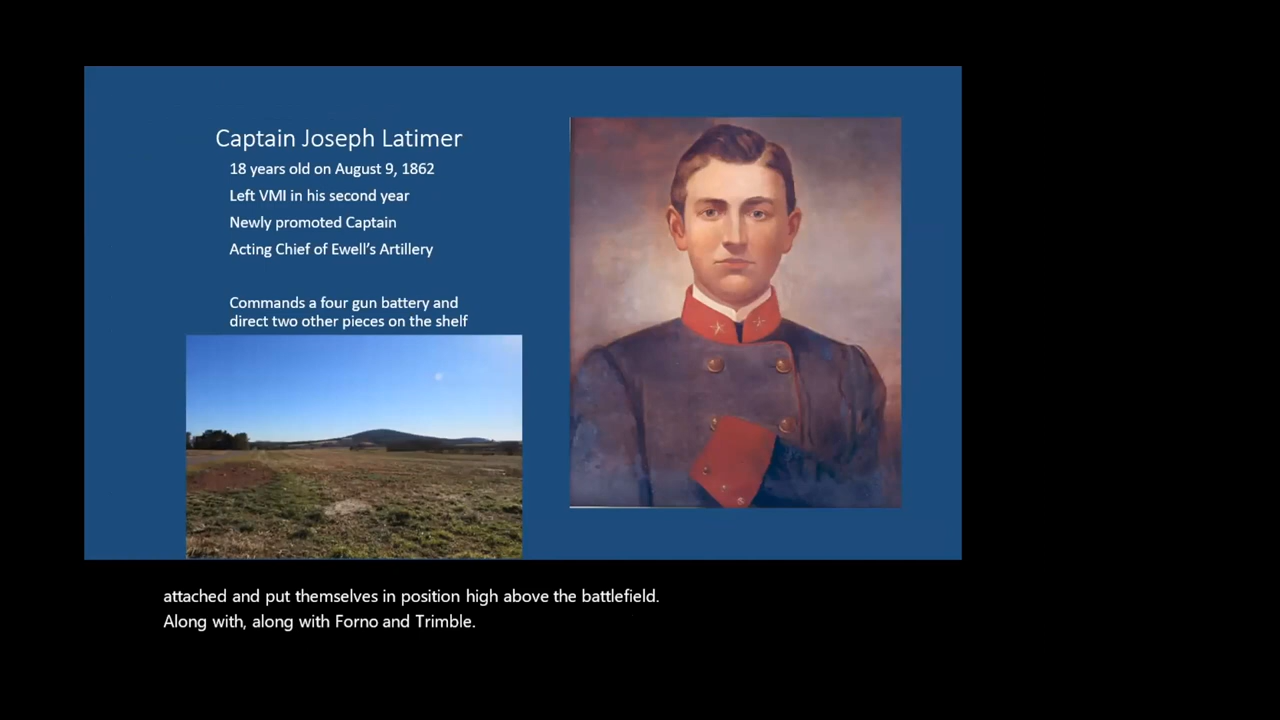 Captain Joseph Latimer
18 years old on August 9, 1862
Left VMI in his second year
Newly promoted Captain
Acting Chief of Ewell’s Artillery
Commands a four gun battery and
direct two other pieces on the shelf
attached and put themselves in position high above the battlefield.
Along with, along with Forno and Trimble.